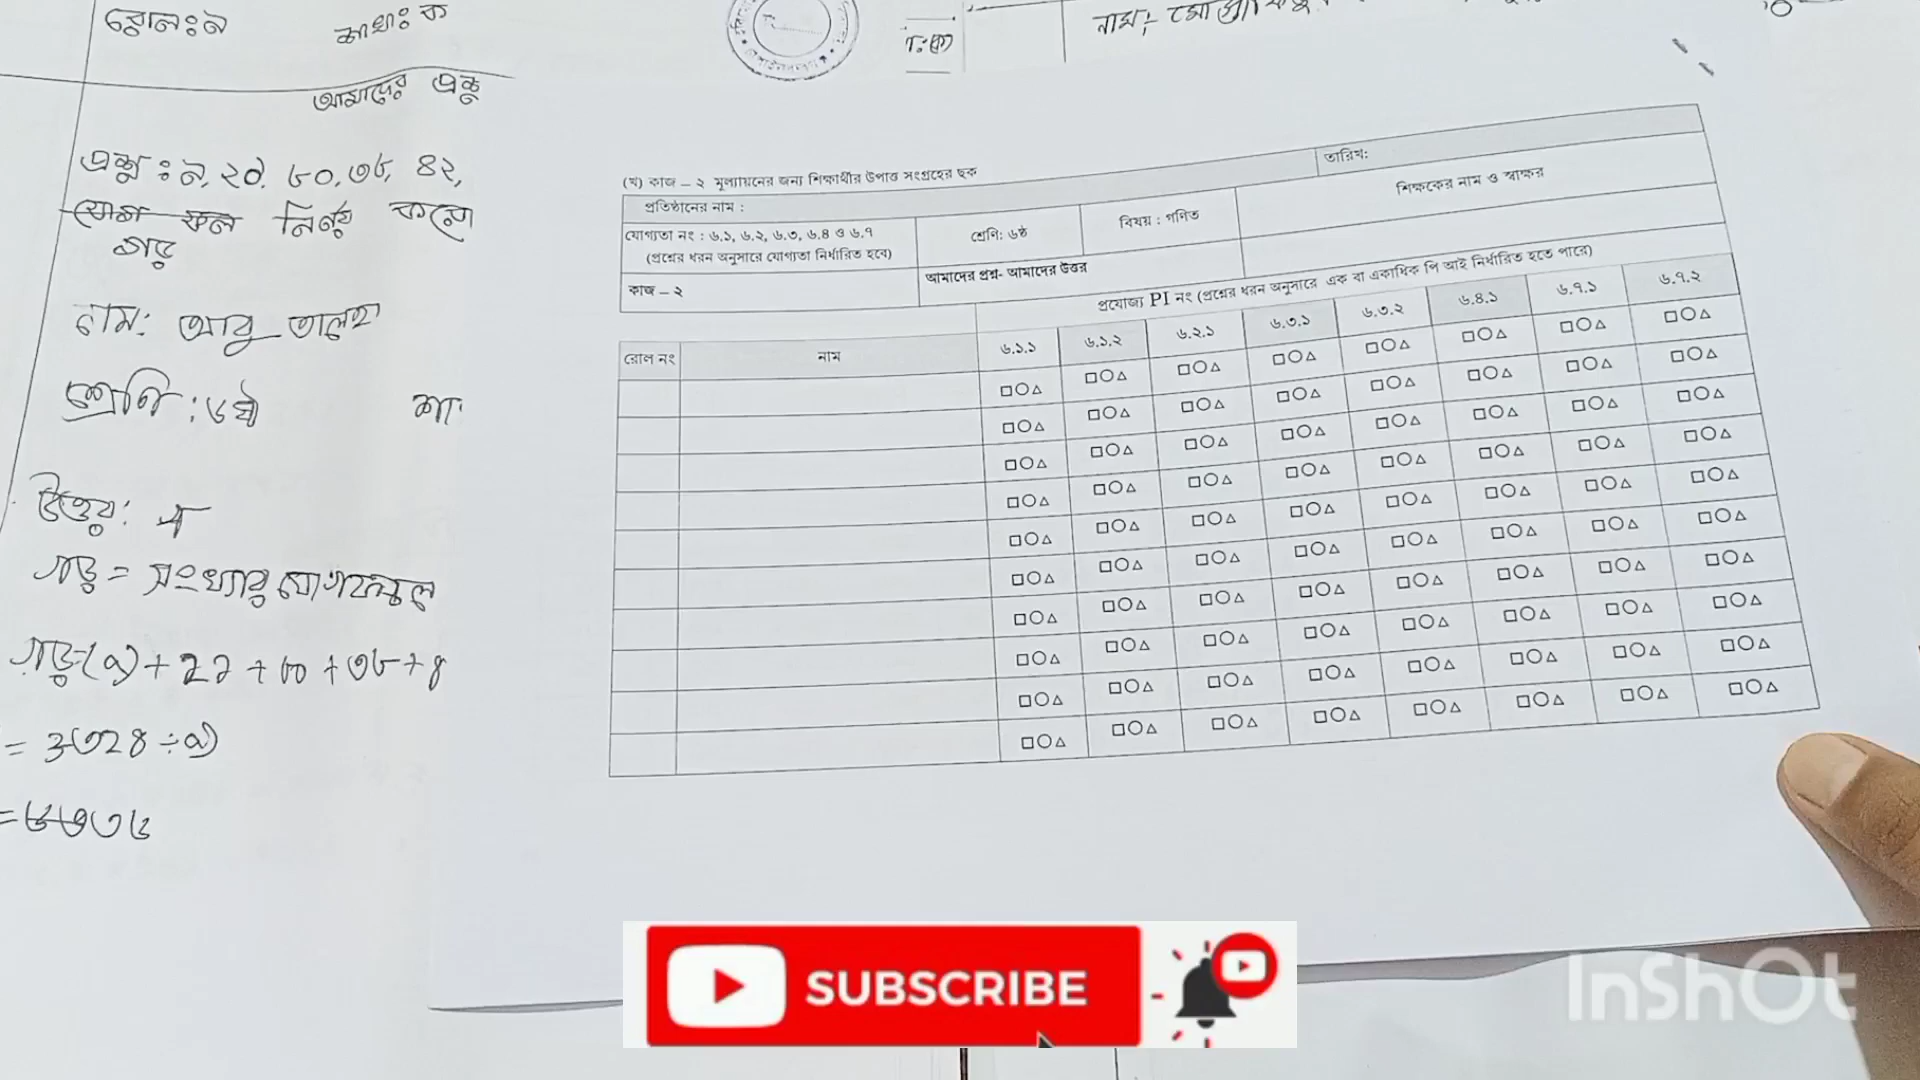 রোলঃ৯
শাখাঃ ক
আমাদের প্রশ্ন
প্রশ্ন ঃ ৯, ২৯, ৮০, ৩৮, ৪২,
যোগ ফল নির্ণয় করো
গড়
নাম: আবু তালহা
শ্রেণি : ৬ষ্ঠ শা
উত্তর:
গড় = সংখ্যার যোগফল
= ৩৩২৪ ÷
নাম:
(খ) কাজ – ২ মূল্যায়নের জন্য শিক্ষার্থীর উপাত্ত সংগ্রহের ছক
তারিখ:
প্রতিষ্ঠানের নাম :
শিক্ষকের নাম ও স্বাক্ষর
যোগ্যতা নং : ৬.১, ৬.২, ৬.৩, ৬.৪ ও ৬.৭
(প্রশ্নের ধরন অনুসারে যোগ্যতা নির্ধারিত হবে)
শ্রেণি: ৬ষ্ঠ
বিষয় : গণিত
কাজ – ২
আমাদের প্রশ্ন- আমাদের উত্তর
প্রযোজ্য PI নং (প্রশ্নের ধরন অনুসারে এক বা একাধিক পি আই নির্ধারিত হতে পারে)
রোল নং নাম ৬.১.১ ৬.১.২ ৬.২.১ ৬.৩.১ ৬.৩.২ ৬.৪.১ ৬.৭.১ ৬.৭.২
SUBSCRIBE
InShOt